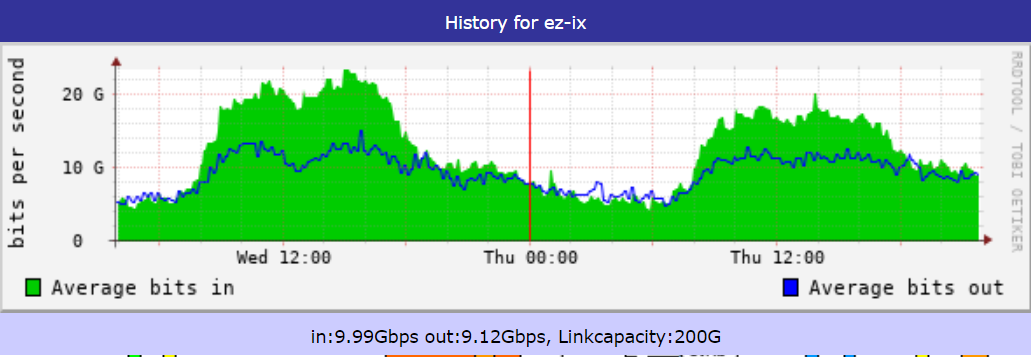 History for ez-ix
RRDTOOL / TOBI OETIKER
bits per second
20 G
10 G
0
Wed 12:00 Thu 00:00 Thu 12:00
Average bits in Average bits out
in:9.99Gbps out:9.12Gbps, Linkcapacity:200G